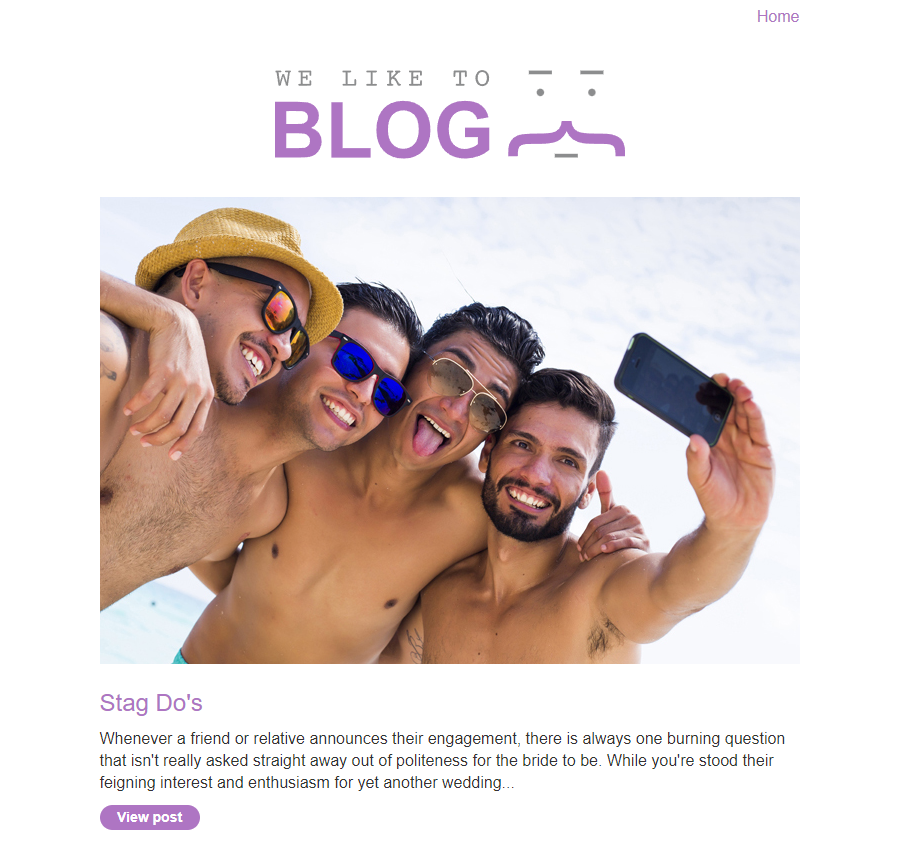 Home
WE LIKE TO
BLOG
Stag Do's
Whenever a friend or relative announces their engagement, there is always one burning question
that isn't really asked straight away out of politeness for the bride to be. While you're stood their
feigning interest and enthusiasm for yet another wedding...
View post